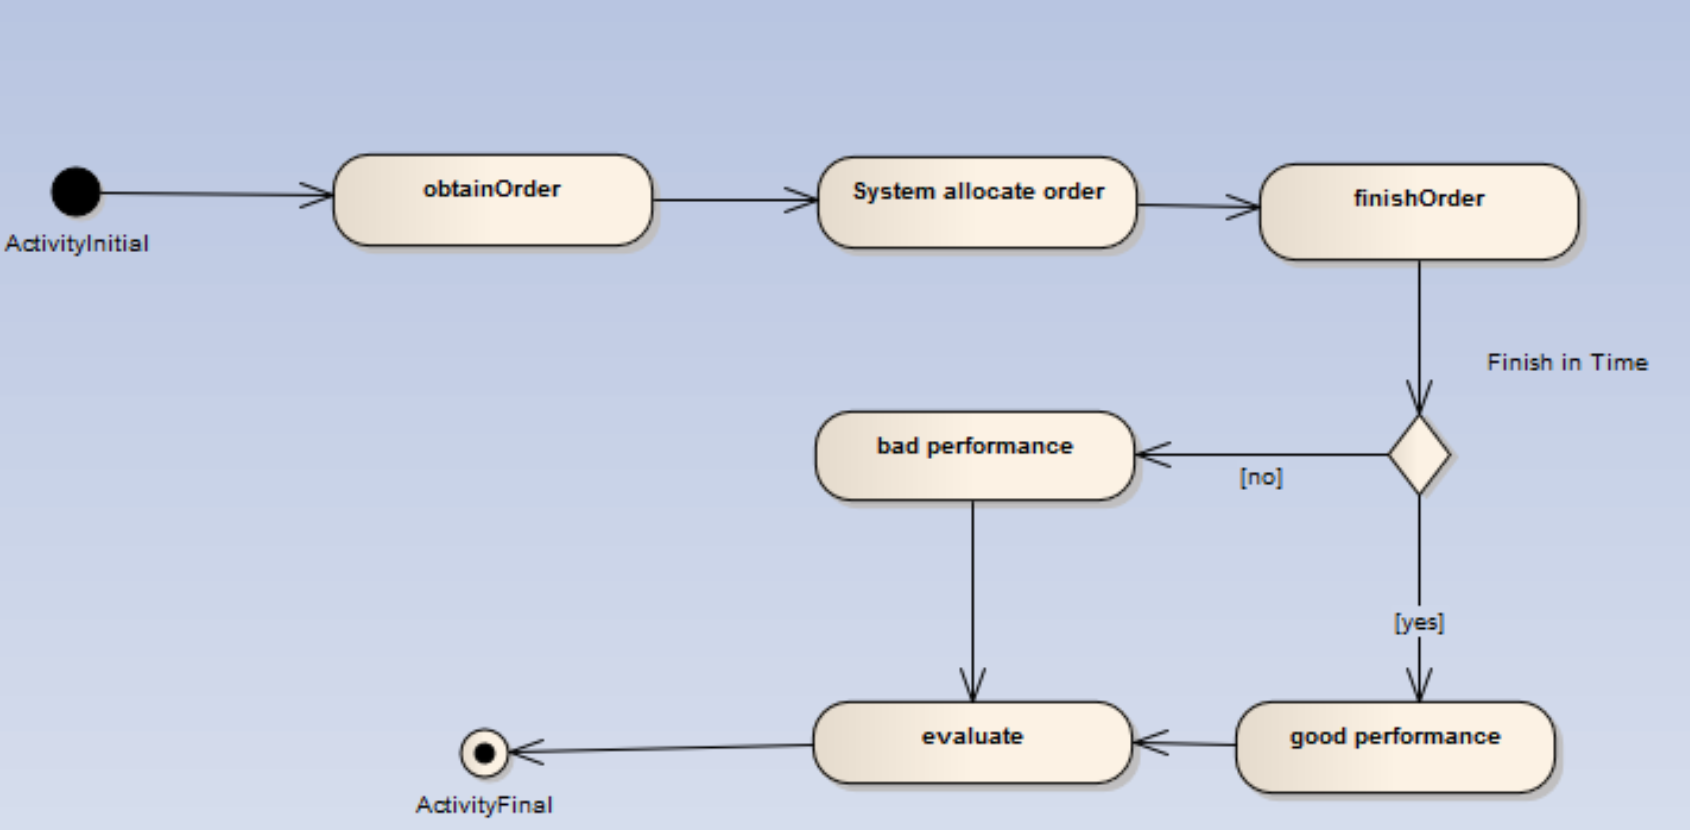 obtainOrder
System allocate order
finishOrder
ActivityInitial
Finish in Time
bad performance
[no]
[yes]
evaluate
good performance
ActivityFinal